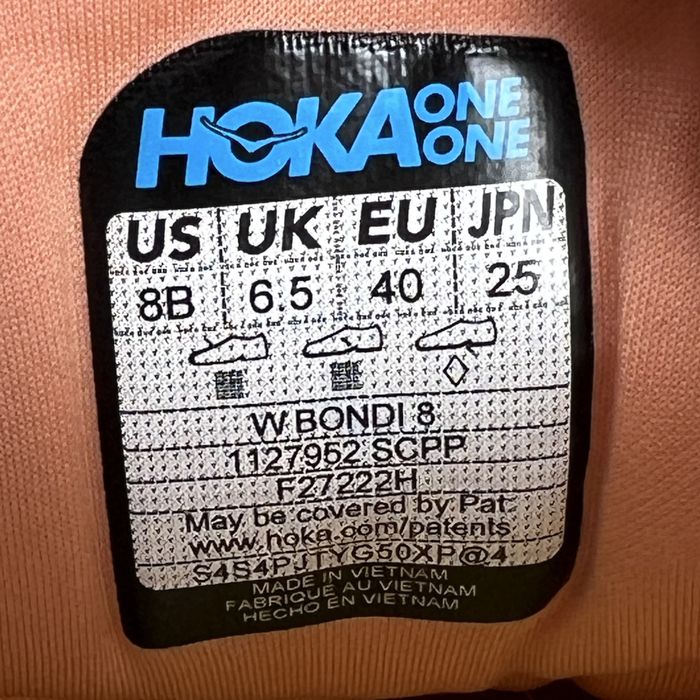 HOKA ONE ONE
US UK EU JPN
8B 6.5 40 25
W BONDI 8
1127952 SCPP
F27222H
May be covered by Pat.
www.hoka.com/patents
S4S4PJTYG50XP@4
MADE IN VIETNAM
FABRIQUÉ AU VIETNAM
HECHO EN VIETNAM